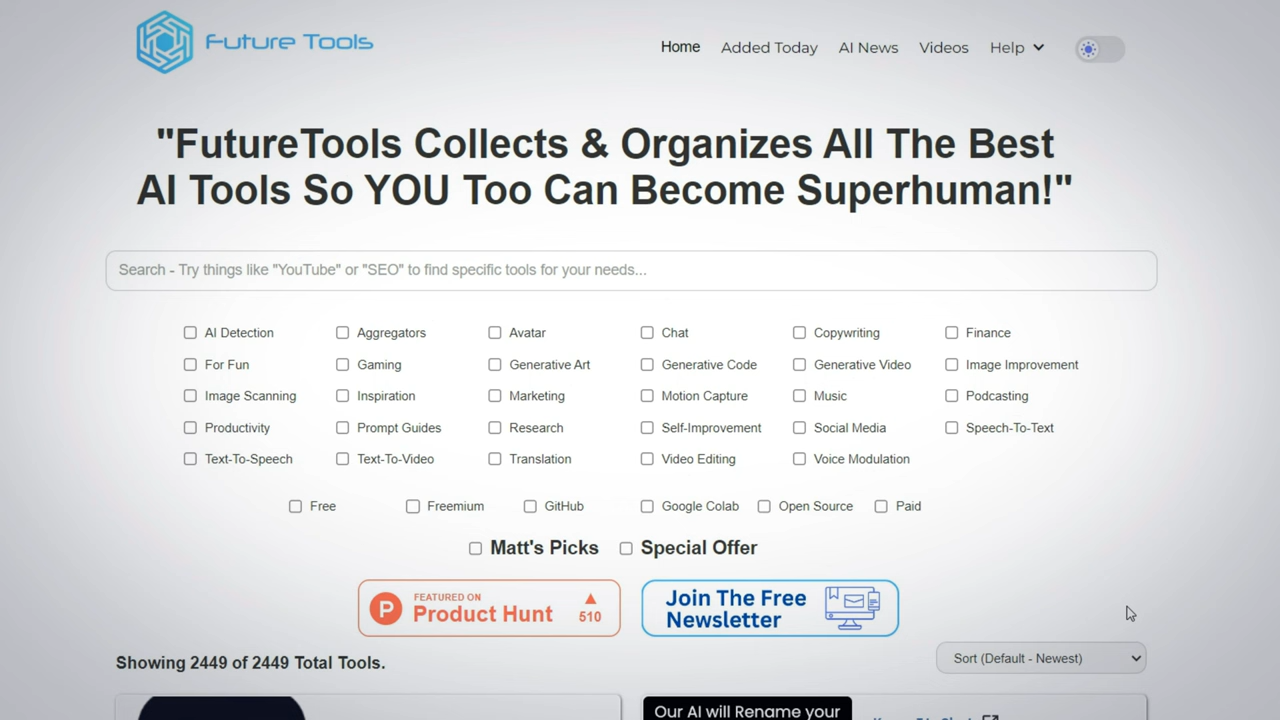 Future Tools
Home Added Today AI News Videos Help
"FutureTools Collects & Organizes All The Best
AI Tools So YOU Too Can Become Superhuman!"
Search - Try things like "YouTube" or "SEO" to find specific tools for your needs...
AI Detection Aggregators Avatar Chat Copywriting Finance
For Fun Gaming Generative Art Generative Code Generative Video Image Improvement
Image Scanning Inspiration Marketing Motion Capture Music Podcasting
Productivity Prompt Guides Research Self-Improvement Social Media Speech-To-Text
Text-To-Speech Text-To-Video Translation Video Editing Voice Modulation
Free Freemium GitHub Google Colab Open Source Paid
Matt's Picks Special Offer
P FEATURED ON
Product Hunt 510
Join The Free
Newsletter
Showing 2449 of 2449 Total Tools.
Sort (Default - Newest)
Our AI will Rename your